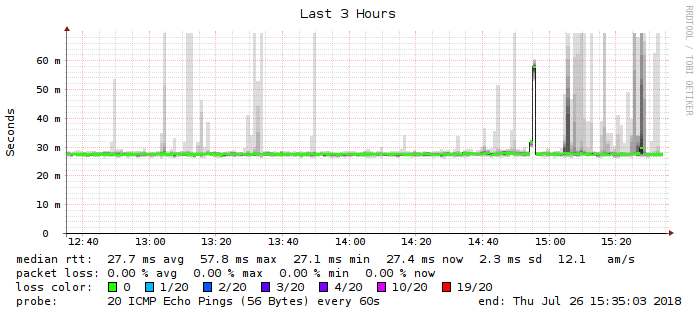 Last 3 Hours
RRDTOOL / TOBI OETIKER
Seconds
60 m
50 m
40 m
30 m
20 m
10 m
0
12:40 13:00 13:20 13:40 14:00 14:20 14:40 15:00 15:20
median rtt: 27.7 ms avg 57.8 ms max 27.1 ms min 27.4 ms now 2.3 ms sd 12.1 am/s
packet loss: 0.00 % avg 0.00 % max 0.00 % min 0.00 % now
loss color: 0 1/20 2/20 3/20 4/20 10/20 19/20
probe: 20 ICMP Echo Pings (56 Bytes) every 60s end: Thu Jul 26 15:35:03 2018